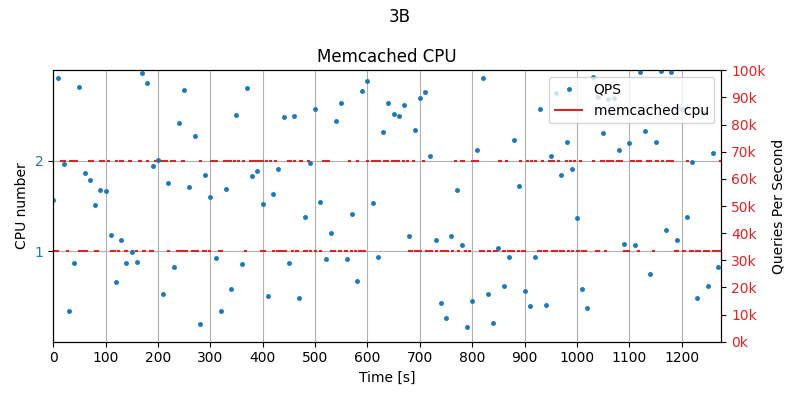 3B
Memcached CPU
QPS
memcached cpu
CPU number
2
1
100k
90k
80k
70k
60k
50k
40k
30k
20k
10k
0k
Queries Per Second
0 100 200 300 400 500 600 700 800 900 1000 1100 1200
Time [s]